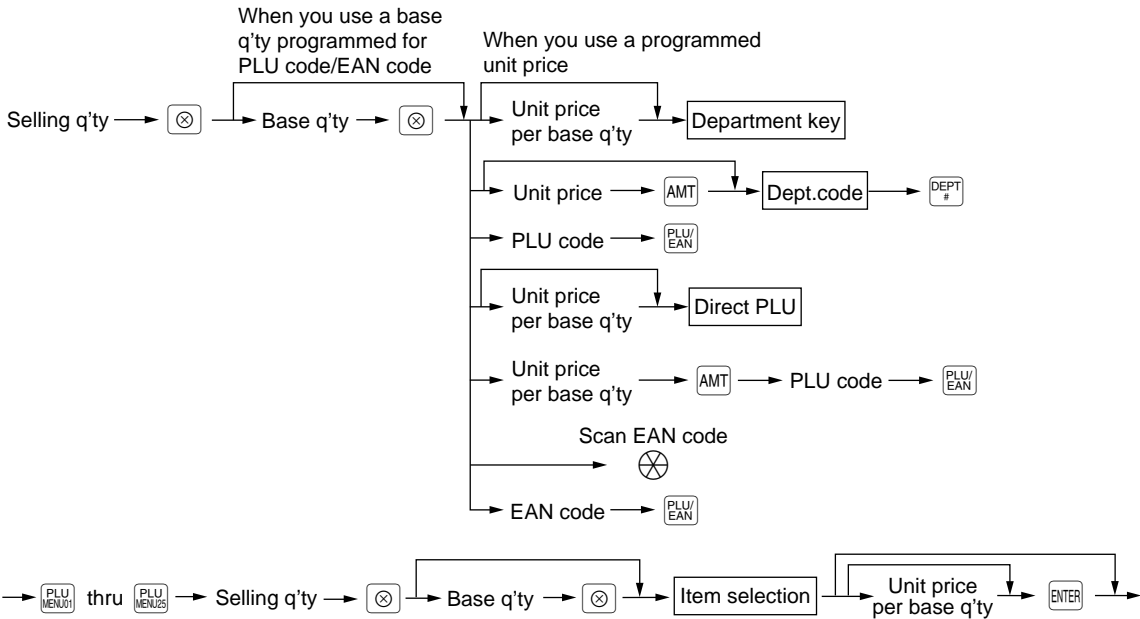 When you use a base
q'ty programmed for
PLU code/EAN code
When you use a programmed
unit price
Selling q'ty
Base q'ty
Unit price
per base q'ty
Department key
Unit price
AMT
Dept.code
DEPT
#
PLU code
PLU/
EAN
Unit price
per base q'ty
Direct PLU
Unit price
per base q'ty
AMT
PLU code
PLU/
EAN
Scan EAN code
EAN code
PLU/
EAN
PLU
MENU01
thru
PLU
MENU25
Selling q'ty
Base q'ty
Item selection
Unit price
per base q'ty
ENTER